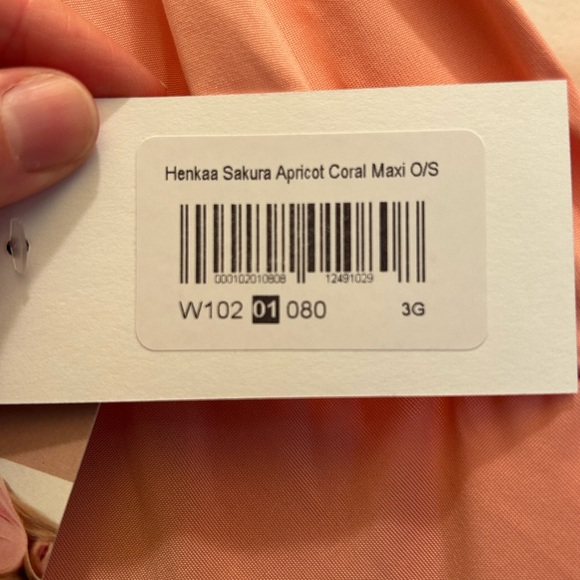 Henkaa Sakura Apricot Coral Maxi O/S
000102010808 12491029
W102 01 080 3G